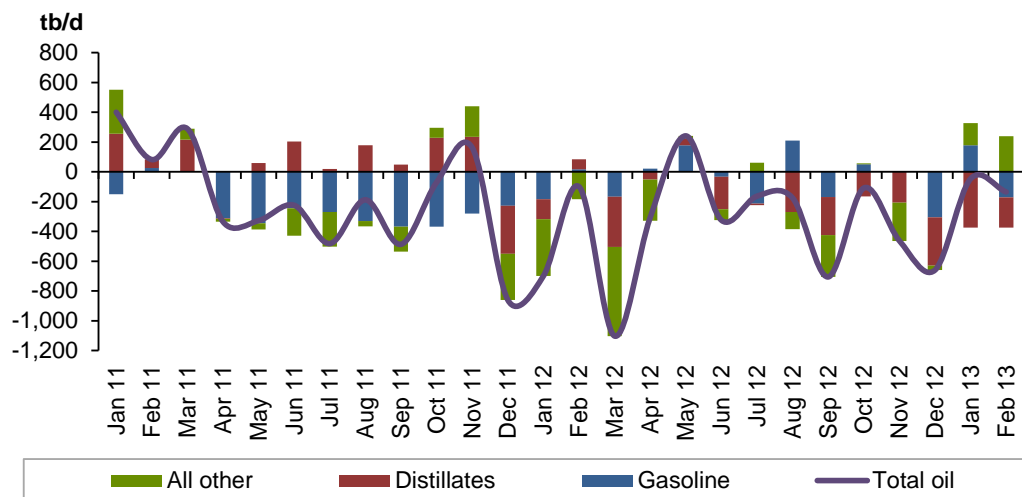 tb/d
800
600
400
200
0
-200
-400
-600
-800
-1,000
-1,200
Jan 11
Feb 11
Mar 11
Apr 11
May 11
Jun 11
Jul 11
Aug 11
Sep 11
Oct 11
Nov 11
Dec 11
Jan 12
Feb 12
Mar 12
Apr 12
May 12
Jun 12
Jul 12
Aug 12
Sep 12
Oct 12
Nov 12
Dec 12
Jan 13
Feb 13
All other Distillates Gasoline Total oil